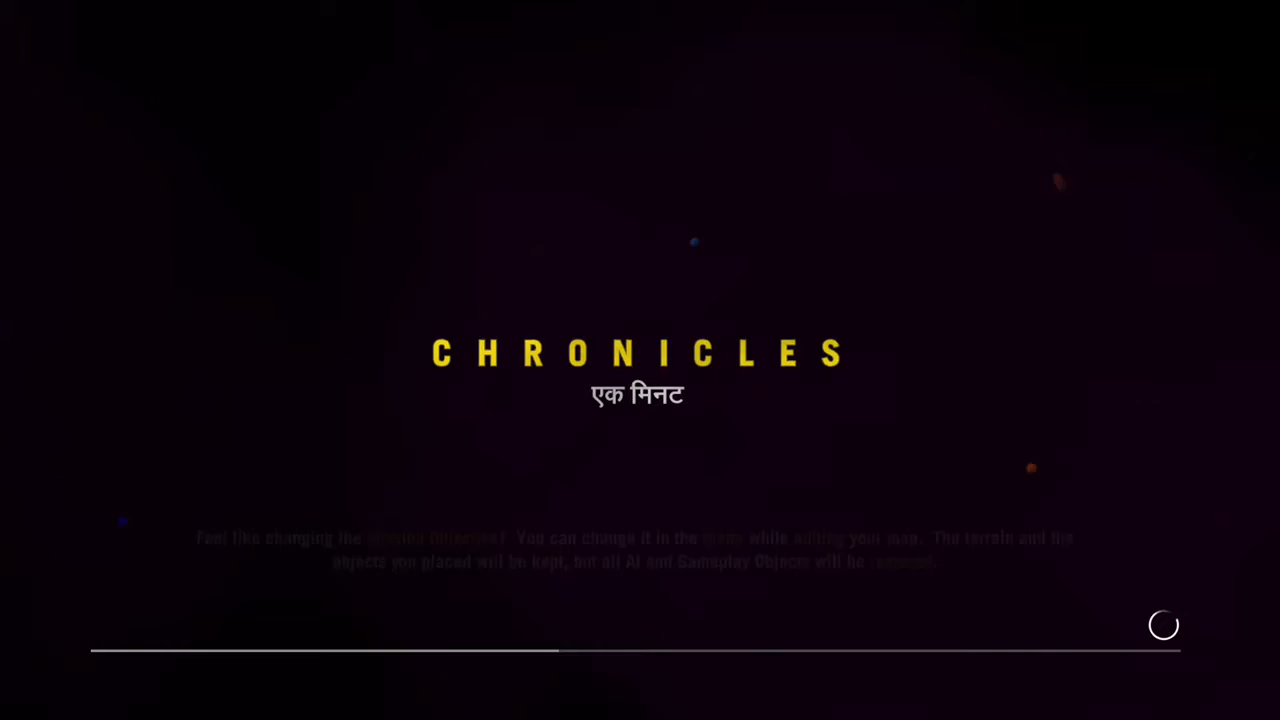 CHRONICLES
एक मिनट
Feel like changing the You can change it in the while editing your map. The terrain and the
objects you placed will be kept, but all AI and Gameplay Objects will be